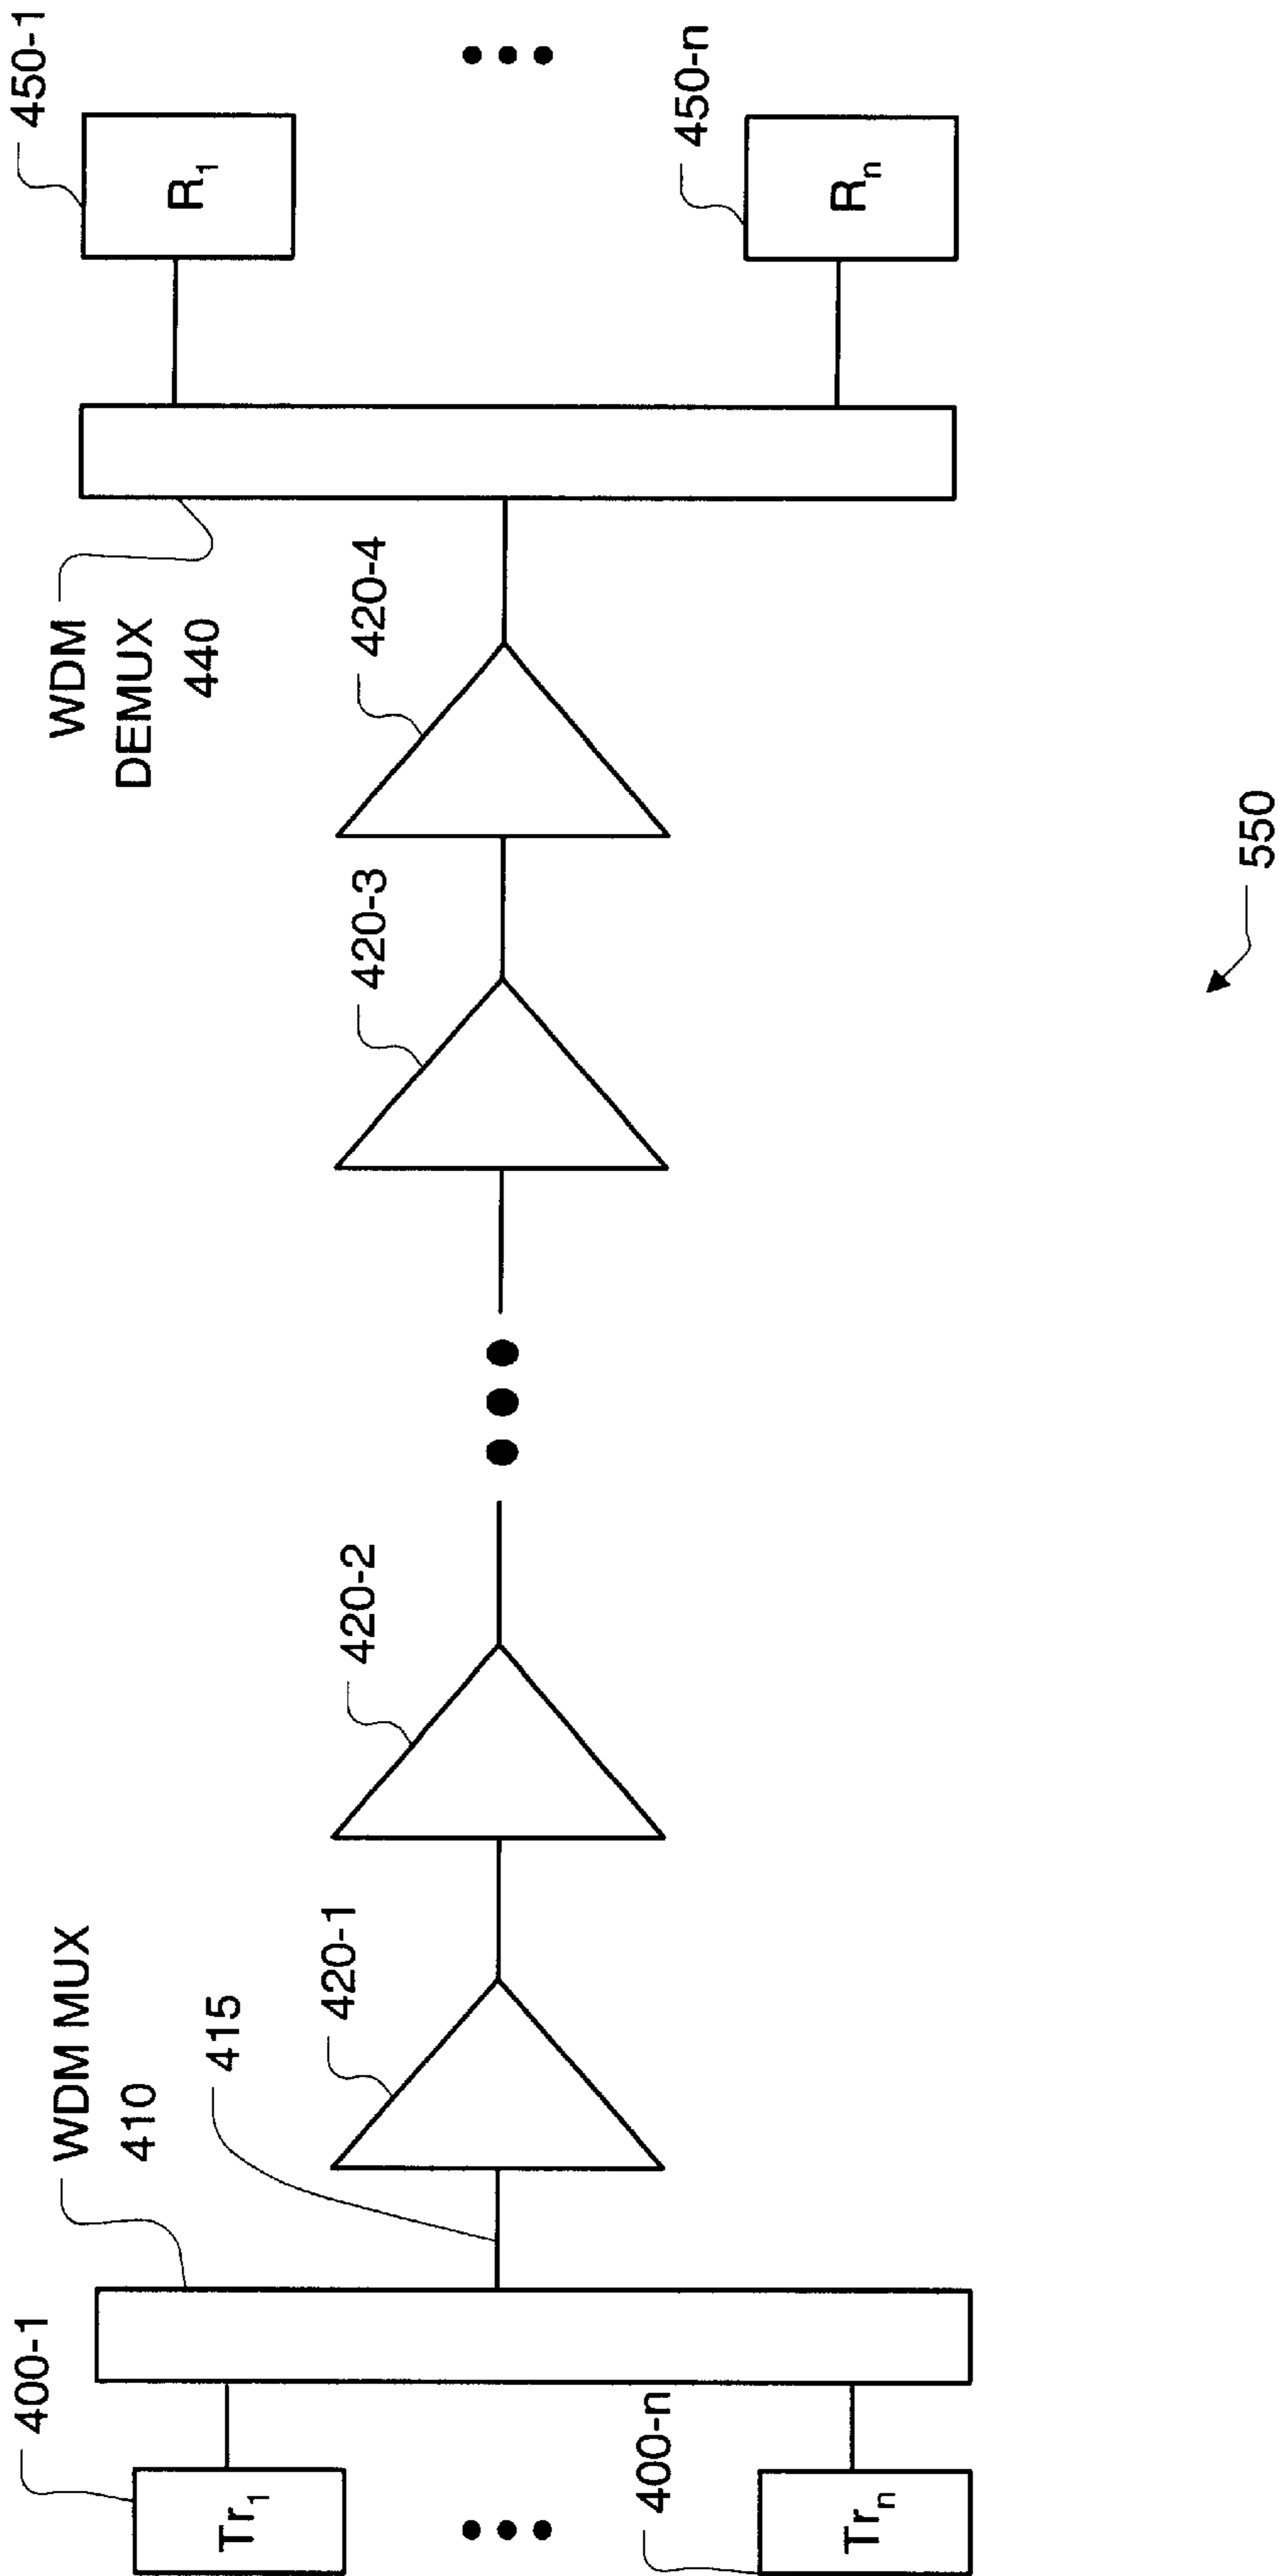 400-1
Tr1
400-n
Trn
WDM MUX
410
415
420-1
420-2
420-3
420-4
WDM
DEMUX
440
450-1
R1
450-n
Rn
550